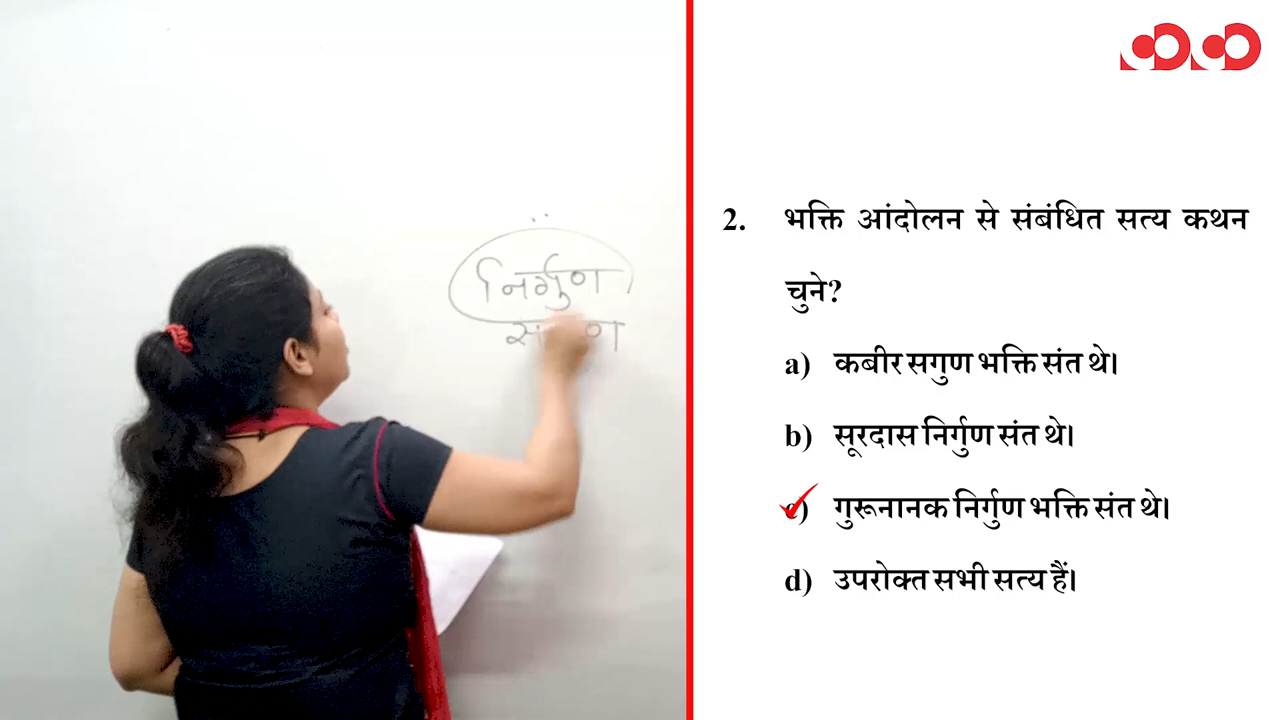 निर्गुण
2. भक्ति आंदोलन से संबंधित सत्य कथन
चुने?
a) कबीर सगुण भक्ति संत थे।
b) सूरदास निर्गुण संत थे।
c) गुरूनानक निर्गुण भक्ति संत थे।
d) उपरोक्त सभी सत्य हैं।